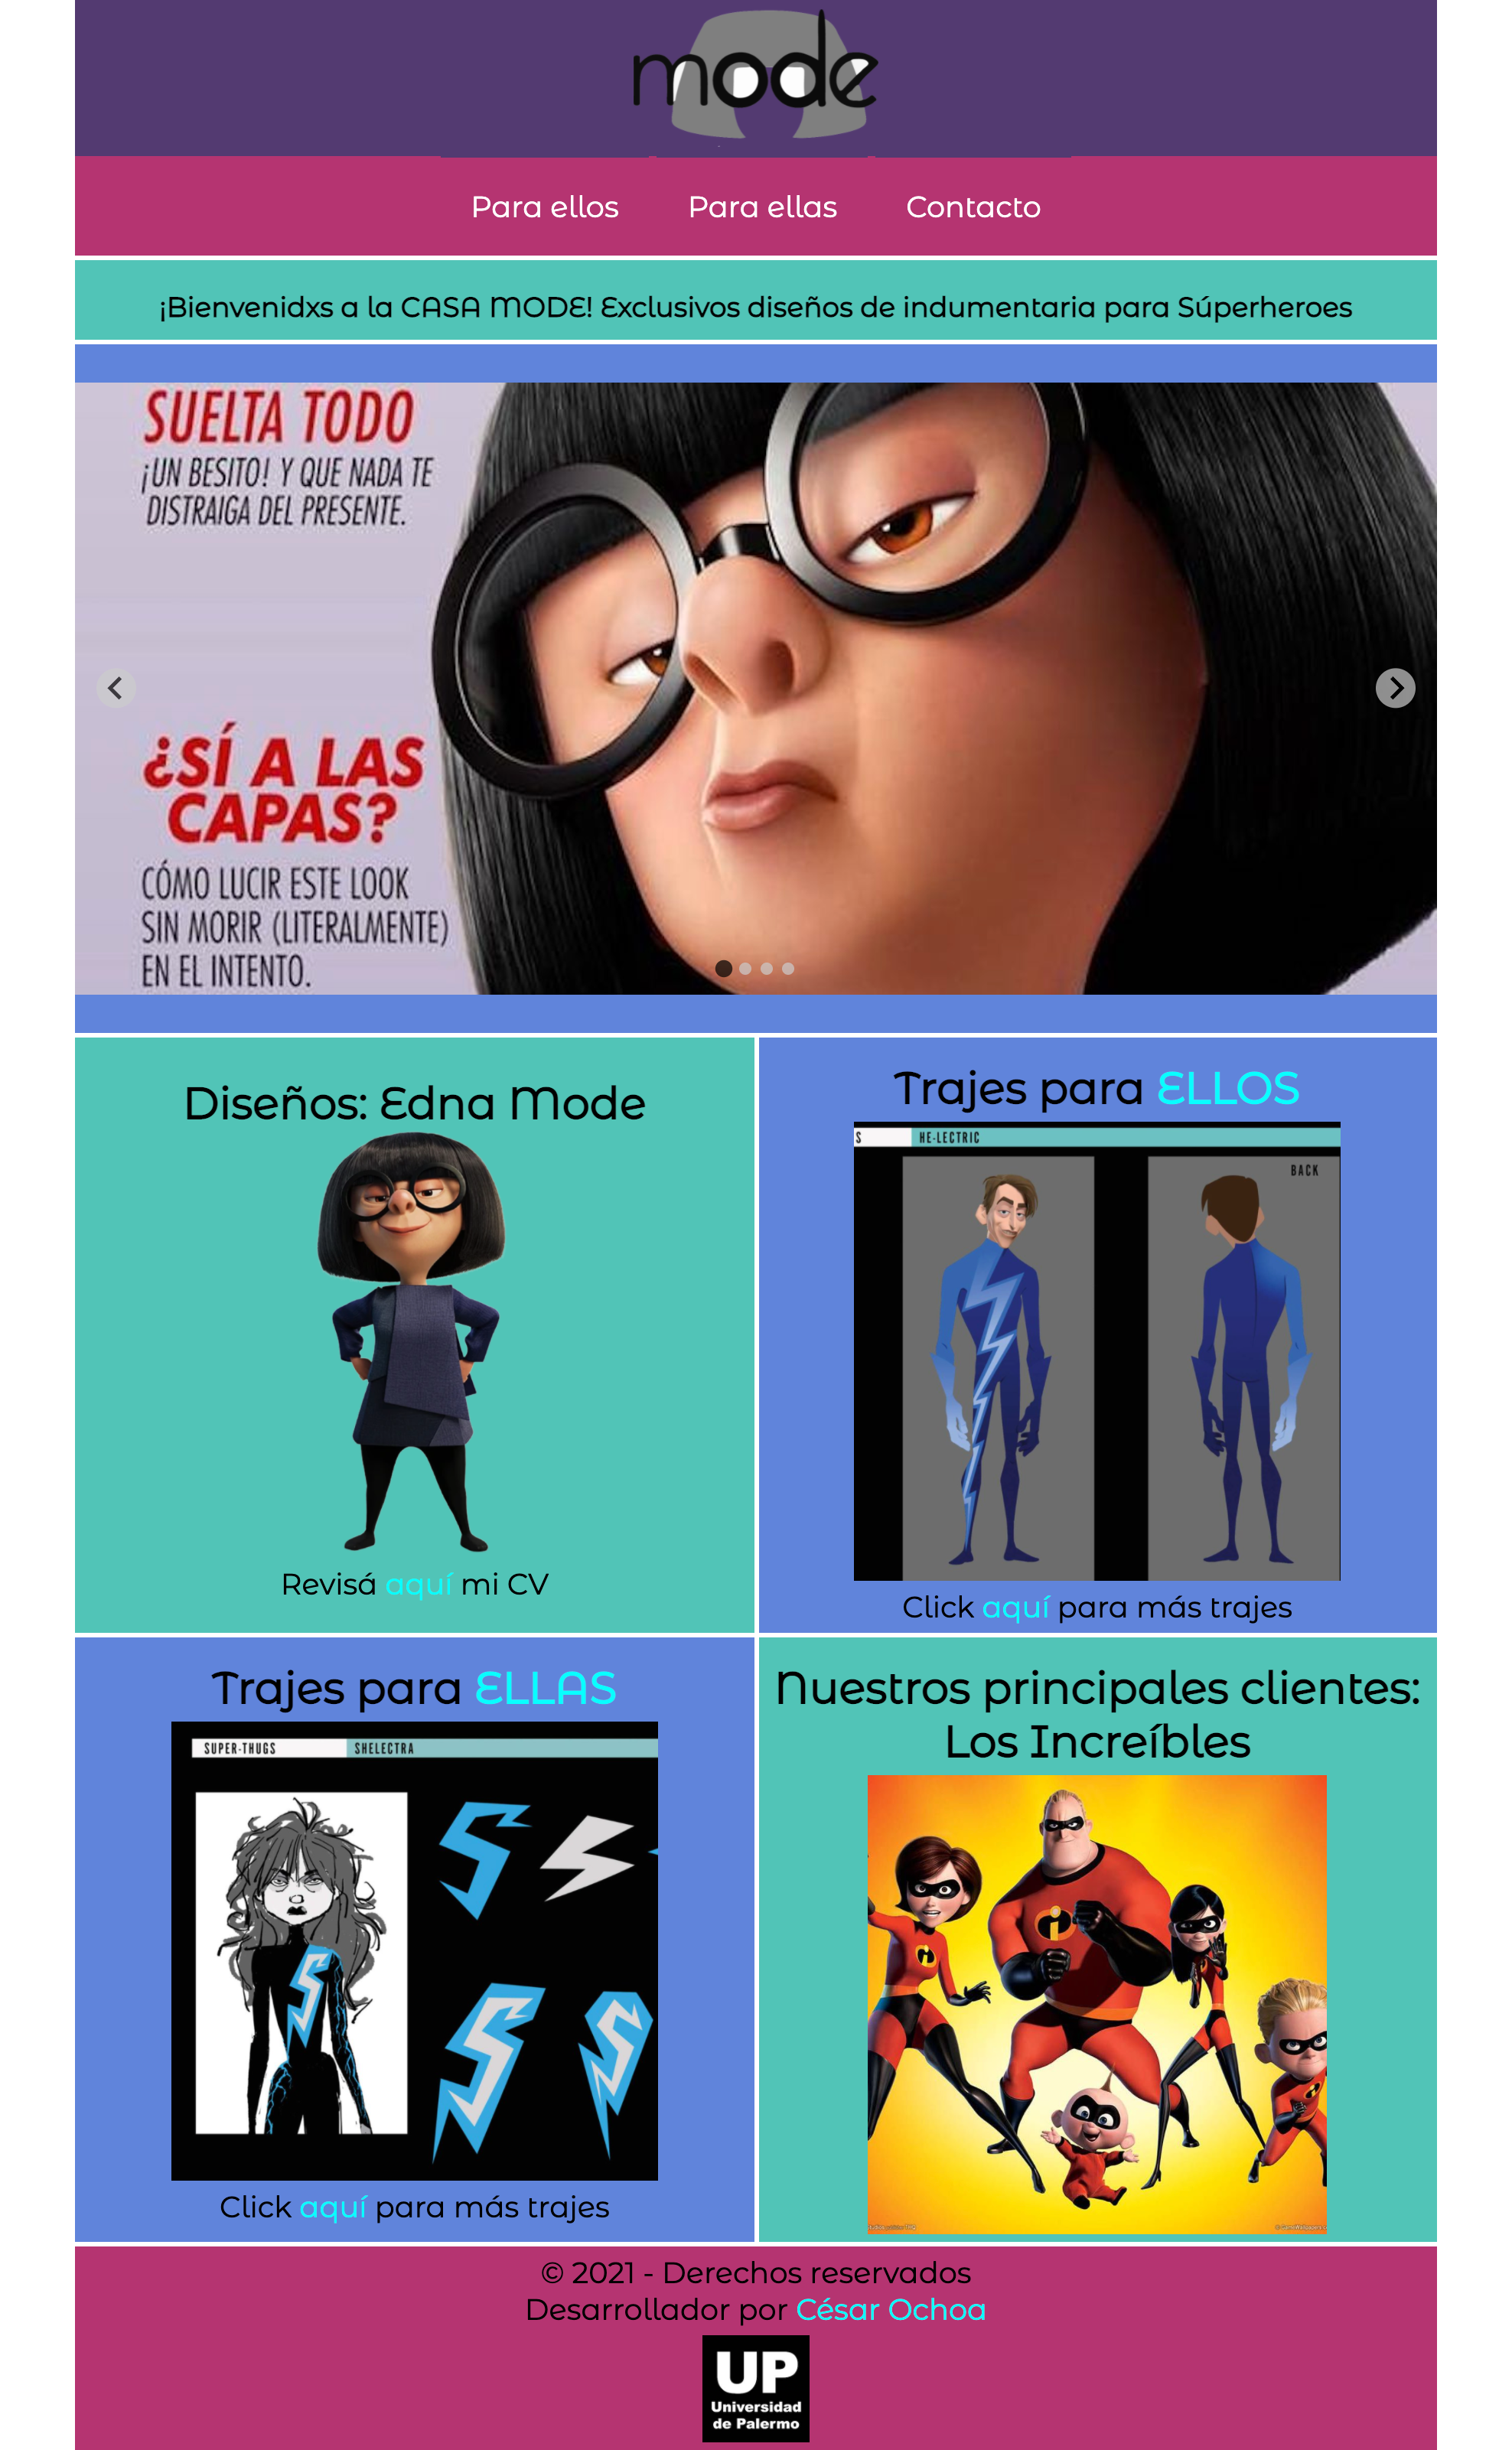 mode
Para ellos Para ellas Contacto
¡Bienvenidxs a la CASA MODE! Exclusivos diseños de indumentaria para Súperheroes
SUELTA TODO
¡UN BESITO! Y QUE NADA TE
DISTRAIGA DEL PRESENTE.
¿SÍ A LAS
CAPAS?
CÓMO LUCIR ESTE LOOK
SIN MORIR (LITERALMENTE)
EN EL INTENTO.
Diseños: Edna Mode
Revisá aquí mi CV
Trajes para ELLOS
S HE-LECTRIC
BACK
Click aquí para más trajes
Trajes para ELLAS
SUPER-THUGS SHELECTRA
Click aquí para más trajes
Nuestros principales clientes:
Los Increíbles
© 2021 - Derechos reservados
Desarrollador por César Ochoa
UP
Universidad
de Palermo